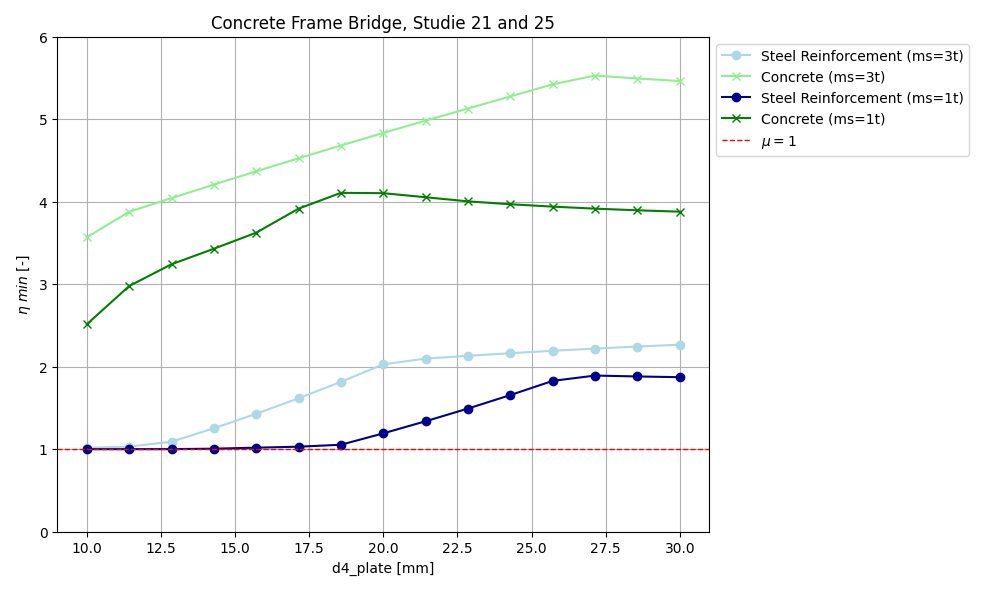 Concrete Frame Bridge, Studie 21 and 25
6
5
4
3
2
1
0
η min [-]
10.0 12.5 15.0 17.5 20.0 22.5 25.0 27.5 30.0
d4_plate [mm]
Steel Reinforcement (ms=3t)
Concrete (ms=3t)
Steel Reinforcement (ms=1t)
Concrete (ms=1t)
μ = 1